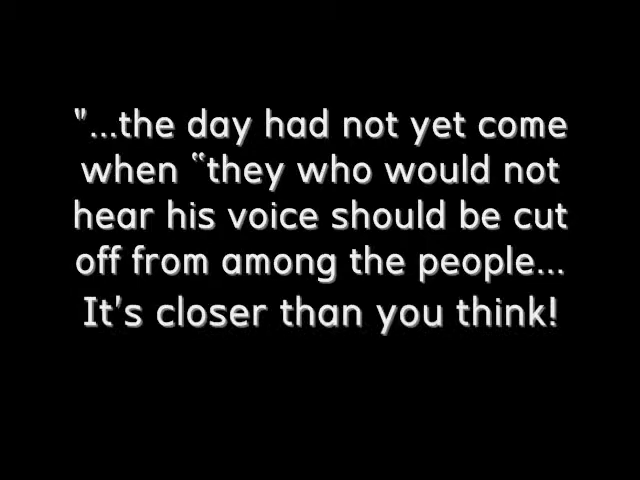 "...the day had not yet come
when “they who would not
hear his voice should be cut
off from among the people...
It's closer than you think!